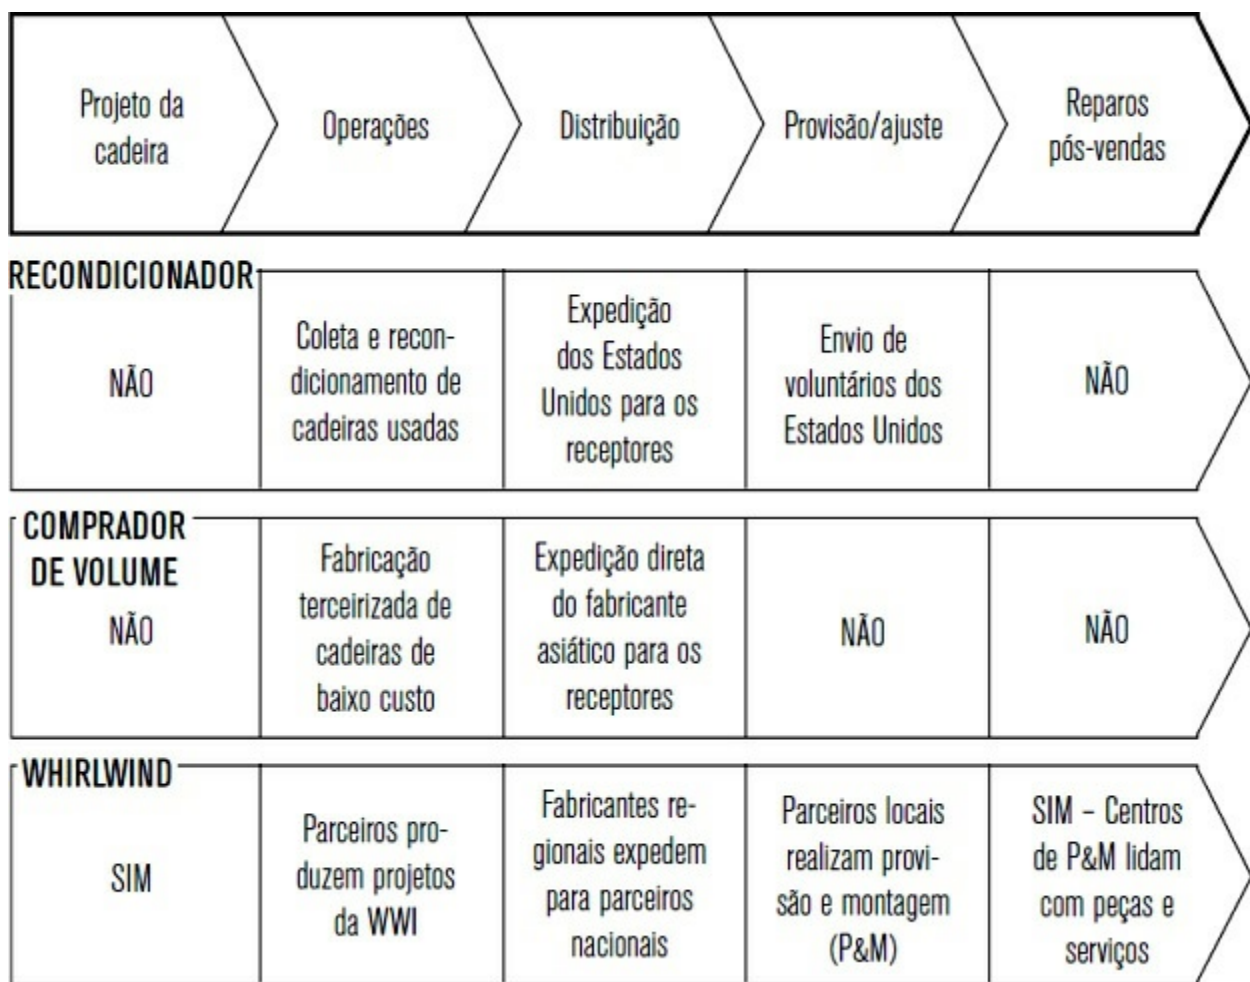 Projeto da
cadeira
Operações
Distribuição
Provisão/ajuste
Reparos
pós-vendas
RECONDICIONADOR
NÃO
Coleta e recon-
dicionamento de
cadeiras usadas
Expedição
dos Estados
Unidos para os
receptores
Envio de
voluntários dos
Estados Unidos
NÃO
COMPRADOR
DE VOLUME
NÃO
Fabricação
terceirizada de
cadeiras de
baixo custo
Expedição direta
do fabricante
asiático para os
receptores
NÃO
NÃO
WHIRLWIND
SIM
Parceiros pro-
duzem projetos
da WWI
Fabricantes re-
gionais expedem
para parceiros
nacionais
Parceiros locais
realizam provi-
são e montagem
(P&M)
SIM – Centros
de P&M lidam
com peças e
serviços